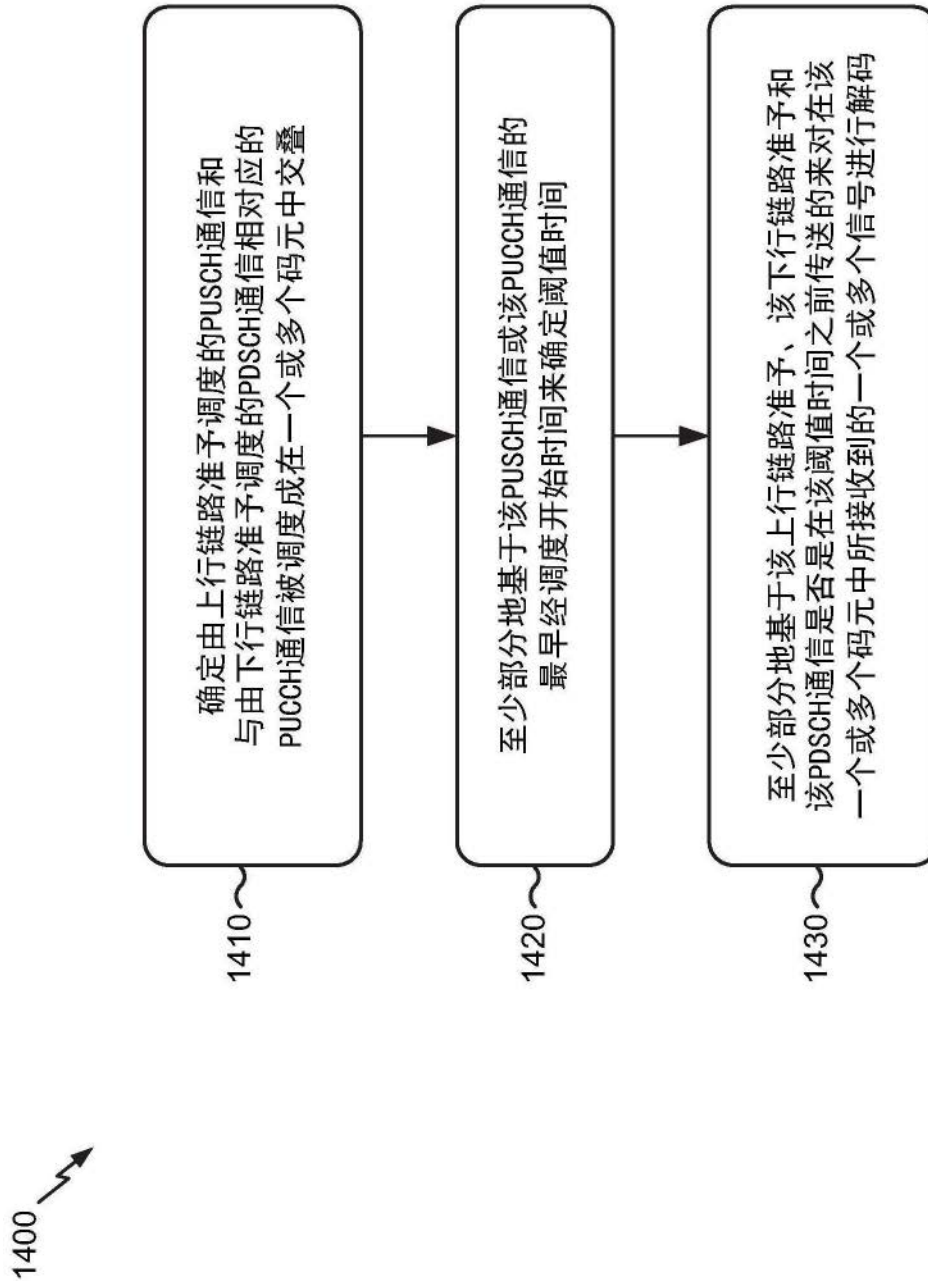 1400
1410
确定由上行链路准予调度的PUSCH通信和
与由下行链路准予调度的PDSCH通信相对应的
PUCCH通信被调度成在一个或多个码元中交叠
1420
至少部分地基于该PUSCH通信或该PUCCH通信的
最早经调度开始时间来确定阈值时间
1430
至少部分地基于该上行链路准予、该下行链路准予和
该PDSCH通信是否是在该阈值时间之前传送的来对在该
一个或多个码元中所接收到的一个或多个信号进行解码